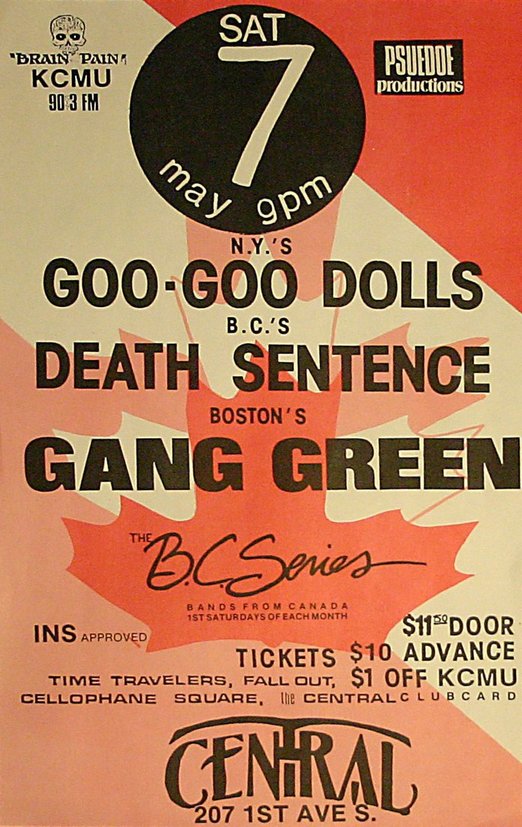 "BRAIN PAIN"
KCMU
90.3 FM
SAT
7
may 9pm
PSUEDOE
productions
N.Y.'S
GOO-GOO DOLLS
B.C.'S
DEATH SENTENCE
BOSTON'S
GANG GREEN
THE B.C. Series
BANDS FROM CANADA
1ST SATURDAYS OF EACH MONTH
INS APPROVED
$11.50 DOOR
TICKETS $10 ADVANCE
TIME TRAVELERS, FALL OUT, $1 OFF KCMU
CELLOPHANE SQUARE, the CENTRAL CLUBCARD
CENTRAL
207 1ST AVE S.